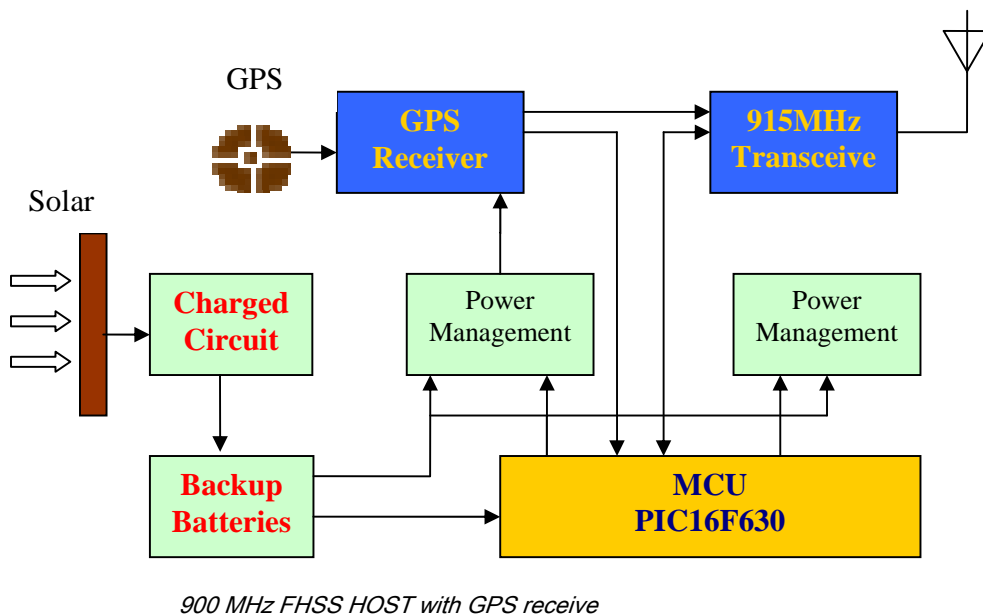 GPS
GPS
Receiver
915MHz
Transceive
Solar
Charged
Circuit
Power
Management
Power
Management
Backup
Batteries
MCU
PIC16F630
900 MHz FHSS HOST with GPS receive